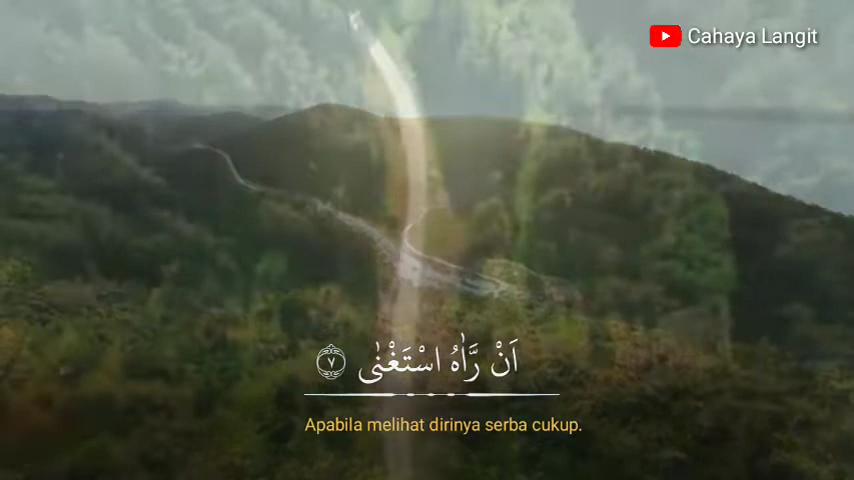 Cahaya Langit
اَنْ رَّاٰهُ اسْتَغْنٰى ۗ ٧
Apabila melihat dirinya serba cukup.